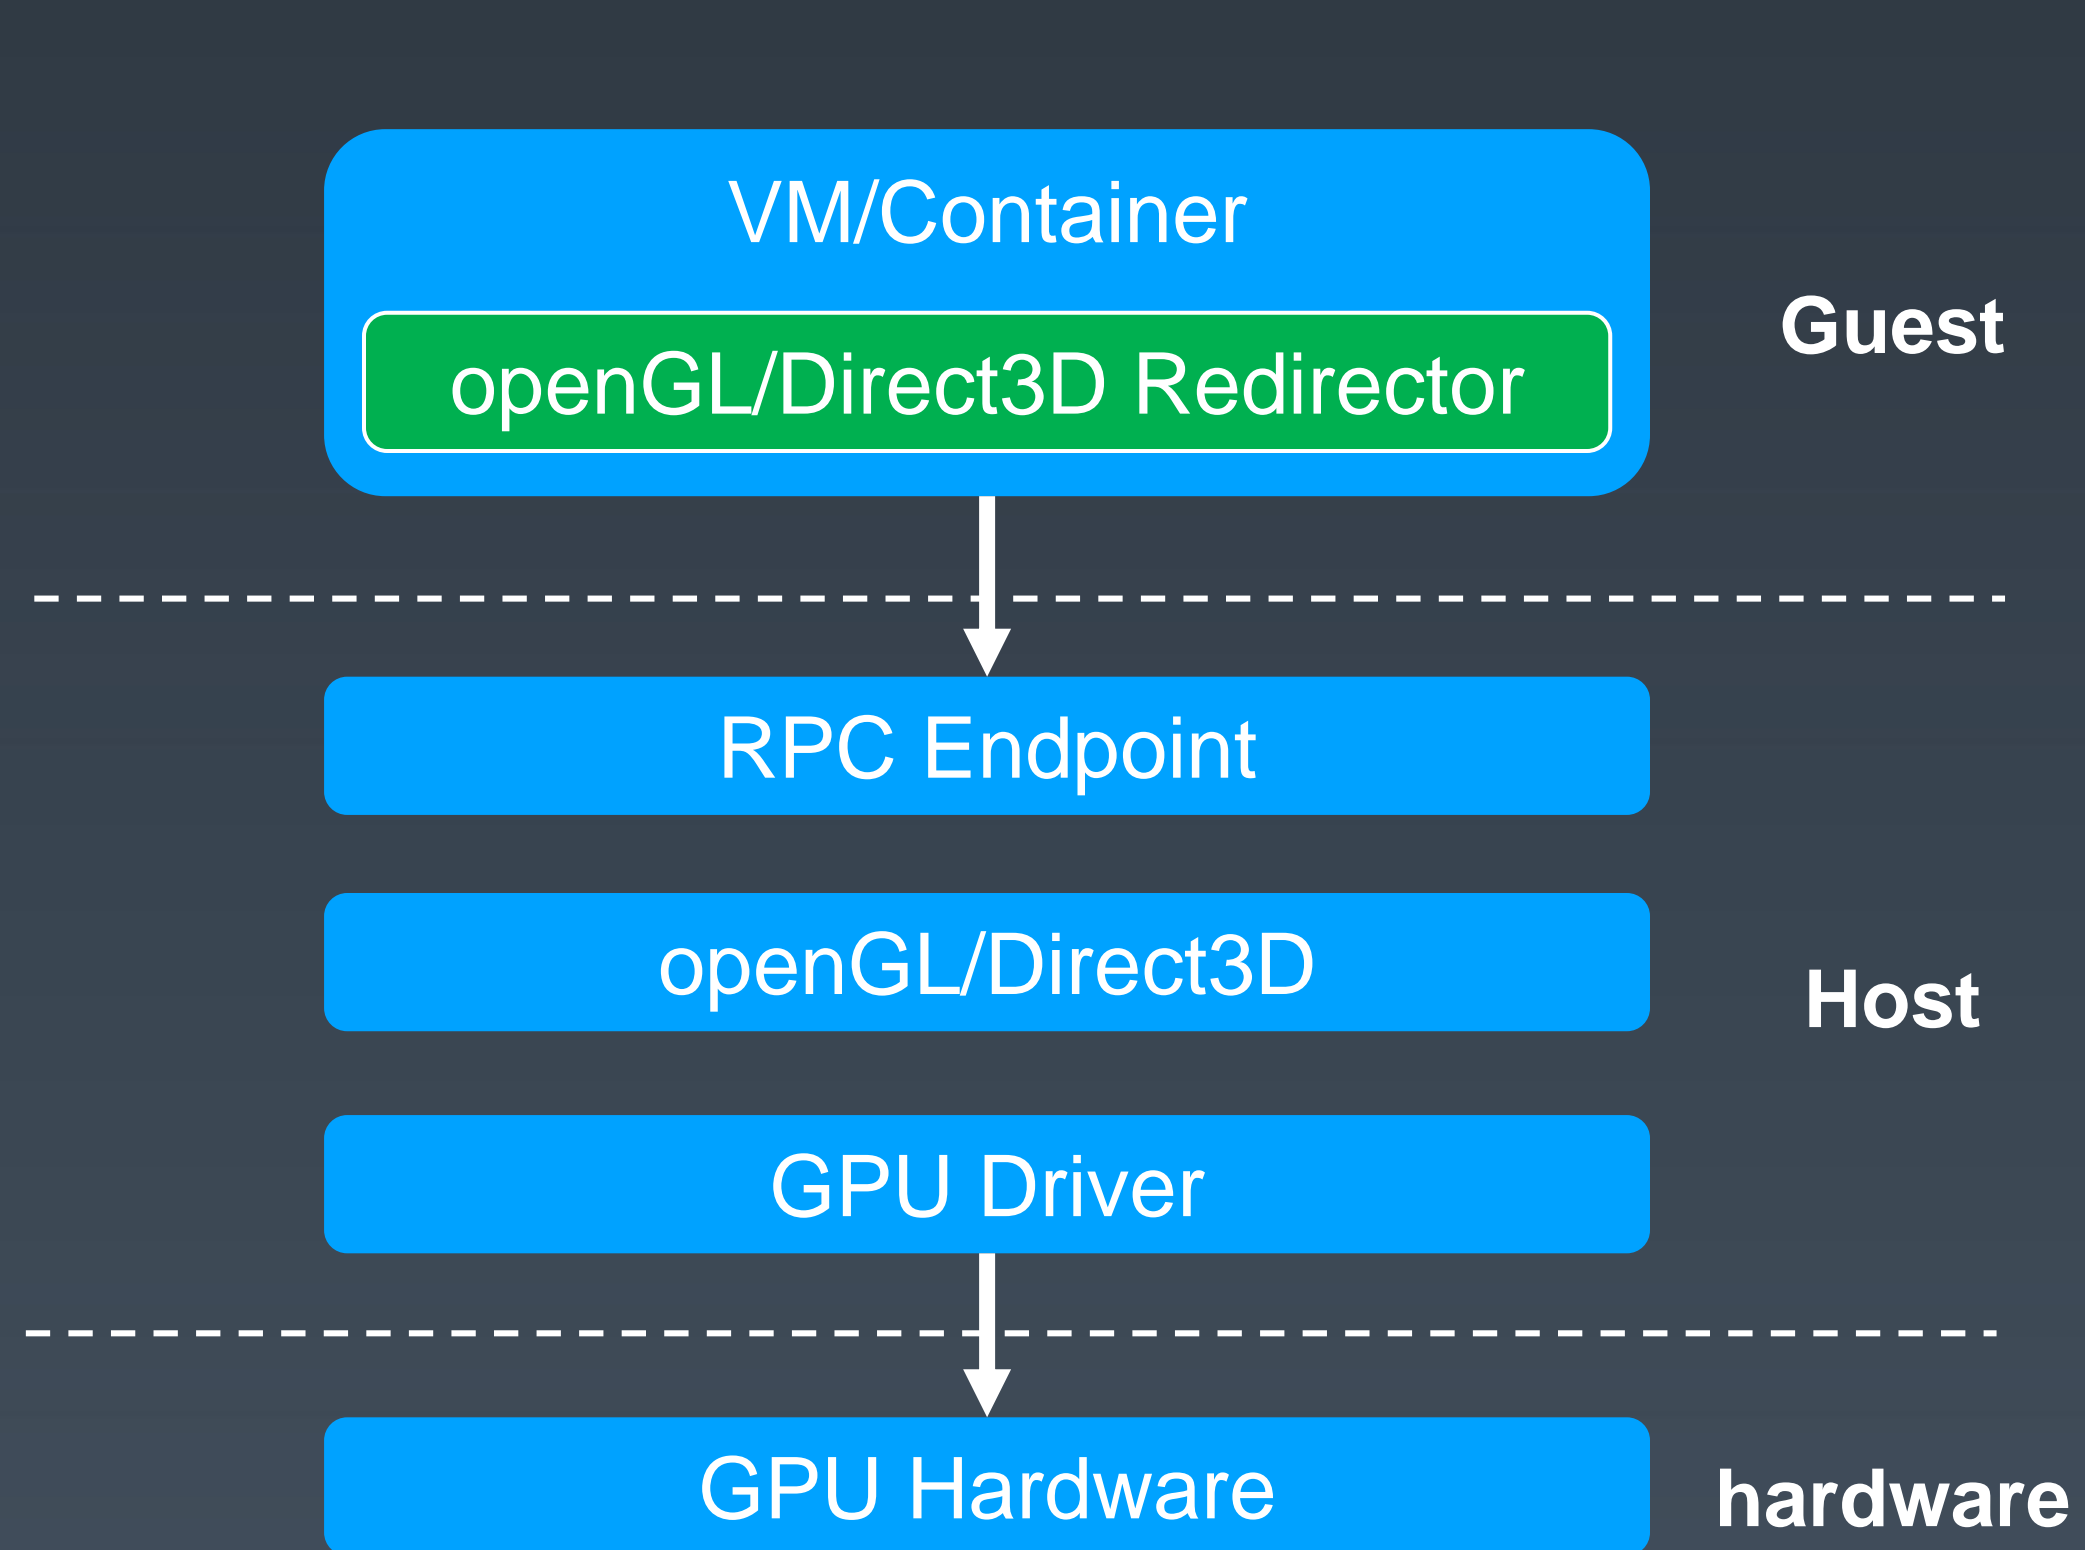 VM/Container
openGL/Direct3D Redirector
Guest
RPC Endpoint
openGL/Direct3D
Host
GPU Driver
GPU Hardware
hardware